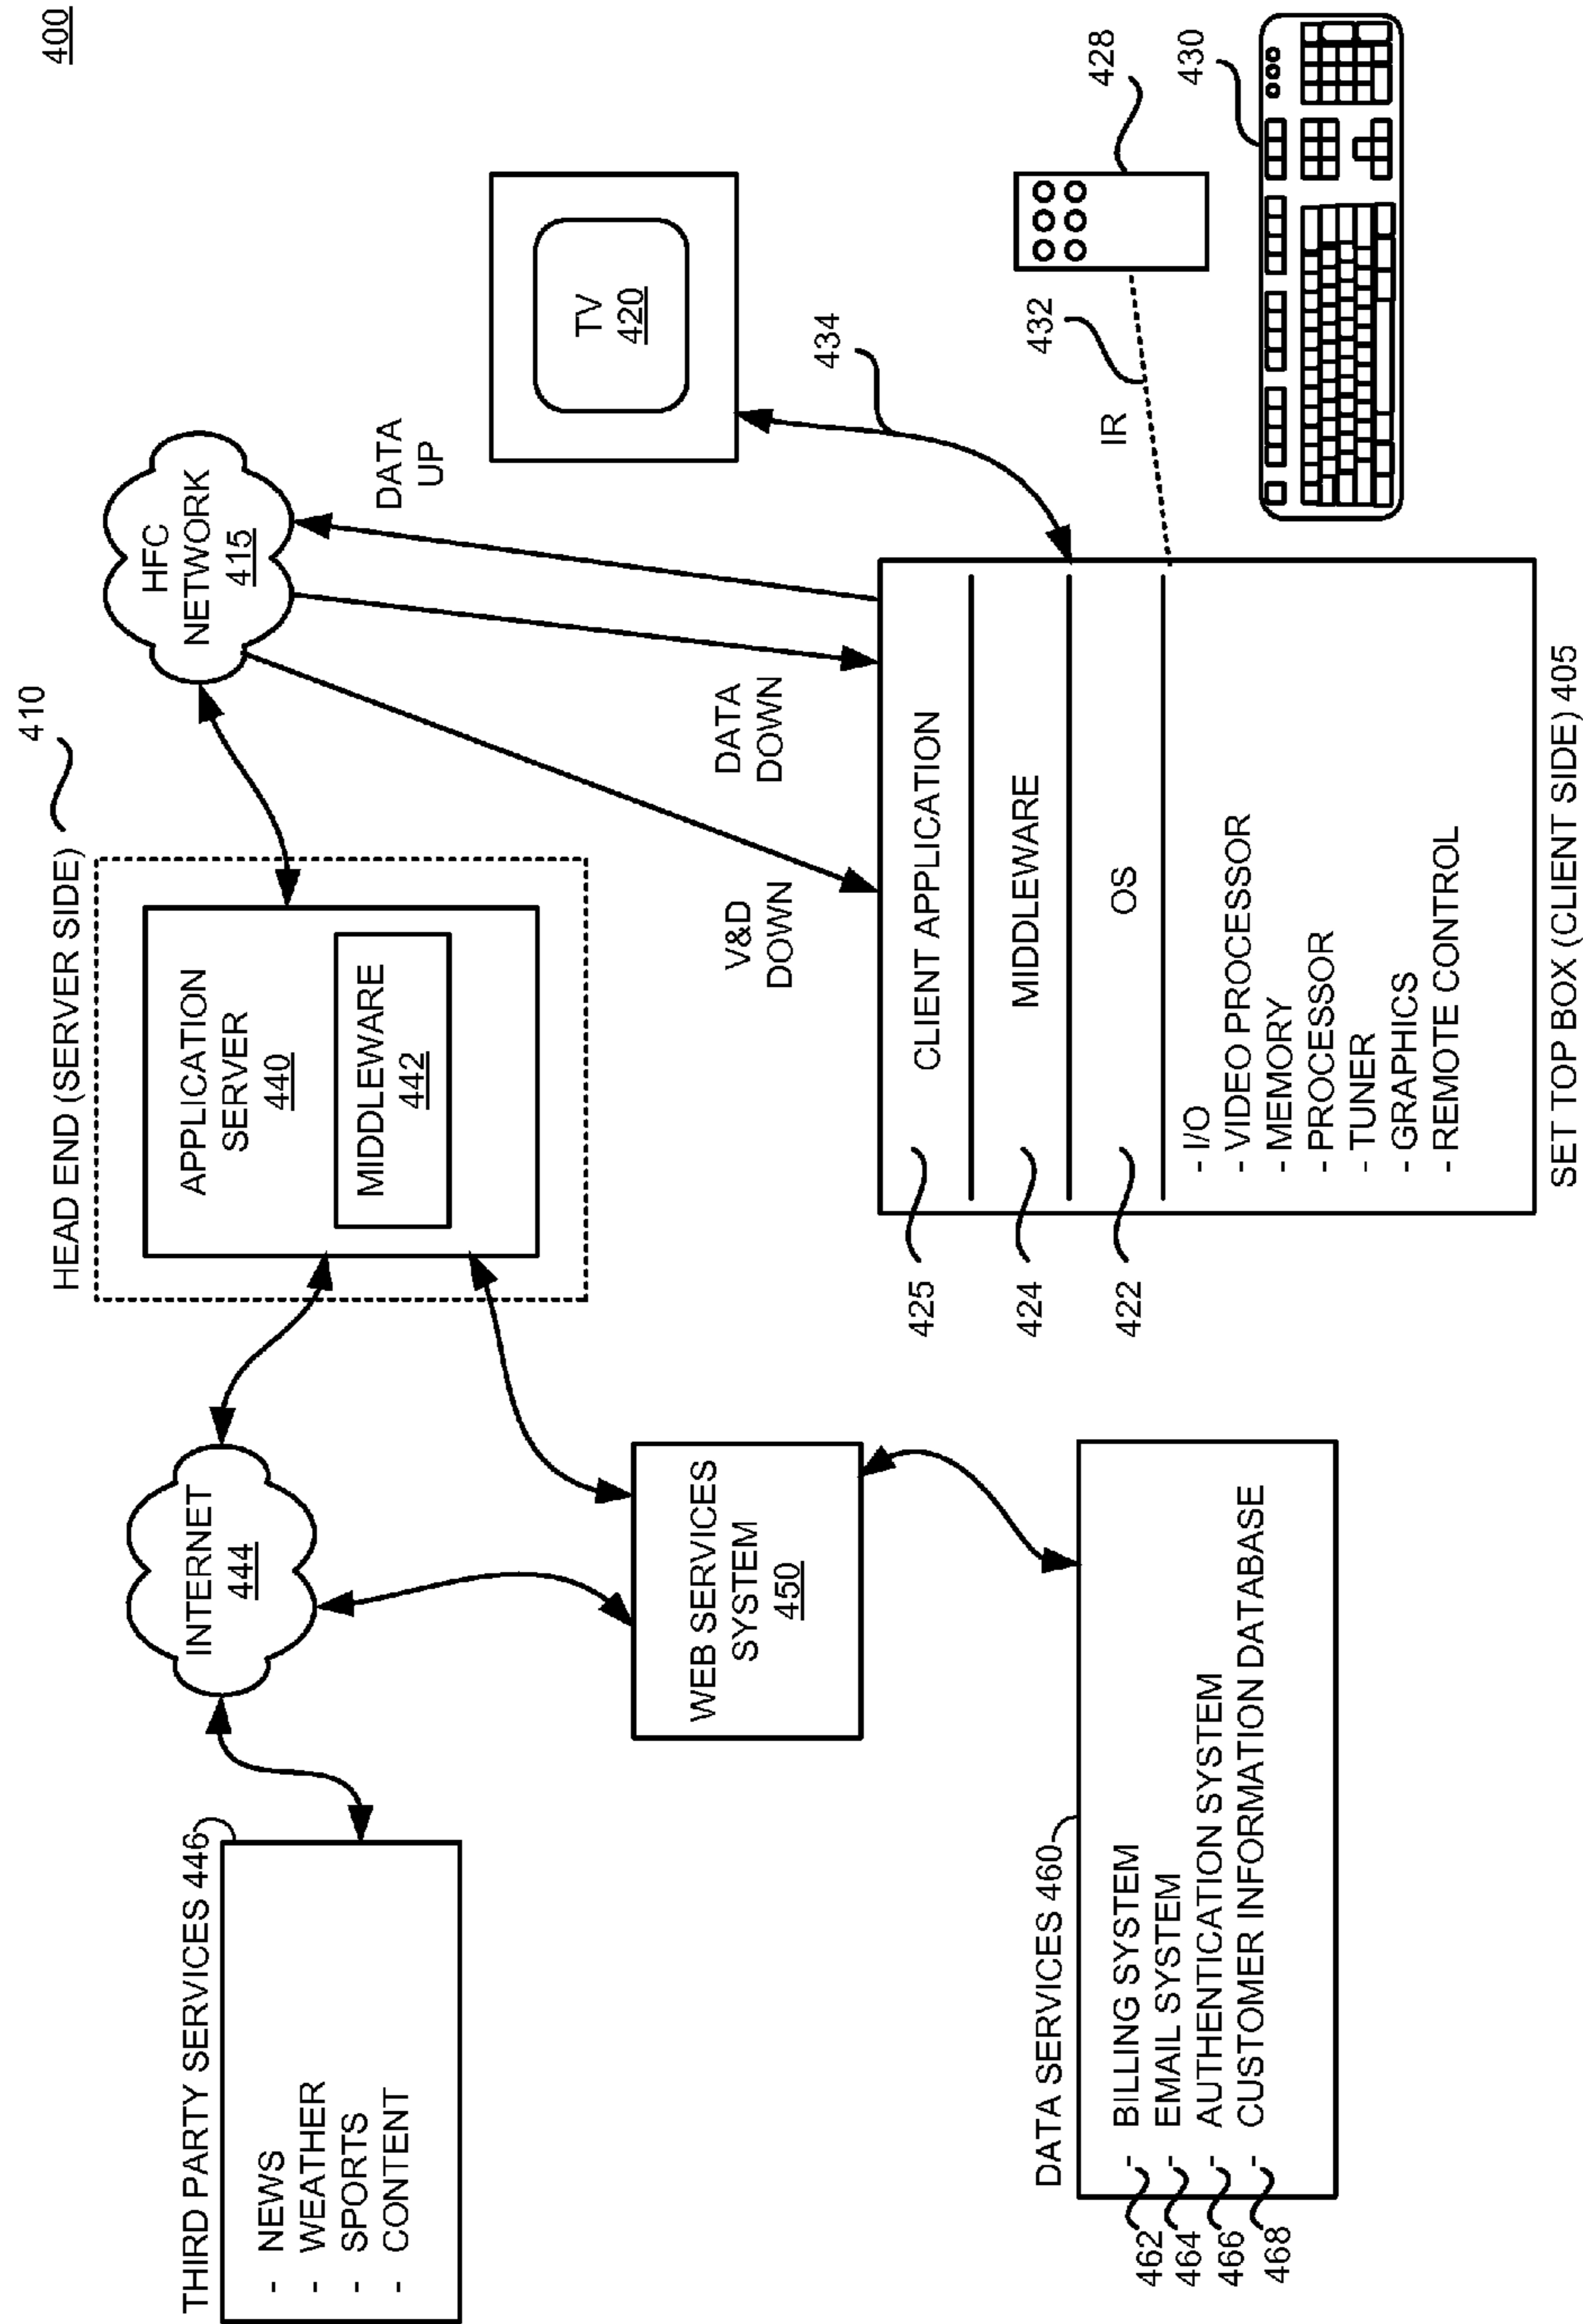 400
THIRD PARTY SERVICES 446
- NEWS
- WEATHER
- SPORTS
- CONTENT
INTERNET
444
HEAD END (SERVER SIDE)
410
APPLICATION
SERVER
440
MIDDLEWARE
442
HFC
NETWORK
415
WEB SERVICES
SYSTEM
450
DATA
UP
DATA
DOWN
V&D
DOWN
TV
420
434
DATA SERVICES 460
462
- BILLING SYSTEM
464
- EMAIL SYSTEM
466
- AUTHENTICATION SYSTEM
468
- CUSTOMER INFORMATION DATABASE
425
CLIENT APPLICATION
424
MIDDLEWARE
422
OS
- I/O
- VIDEO PROCESSOR
- MEMORY
- PROCESSOR
- TUNER
- GRAPHICS
- REMOTE CONTROL
SET TOP BOX (CLIENT SIDE) 405
IR
432
428
430